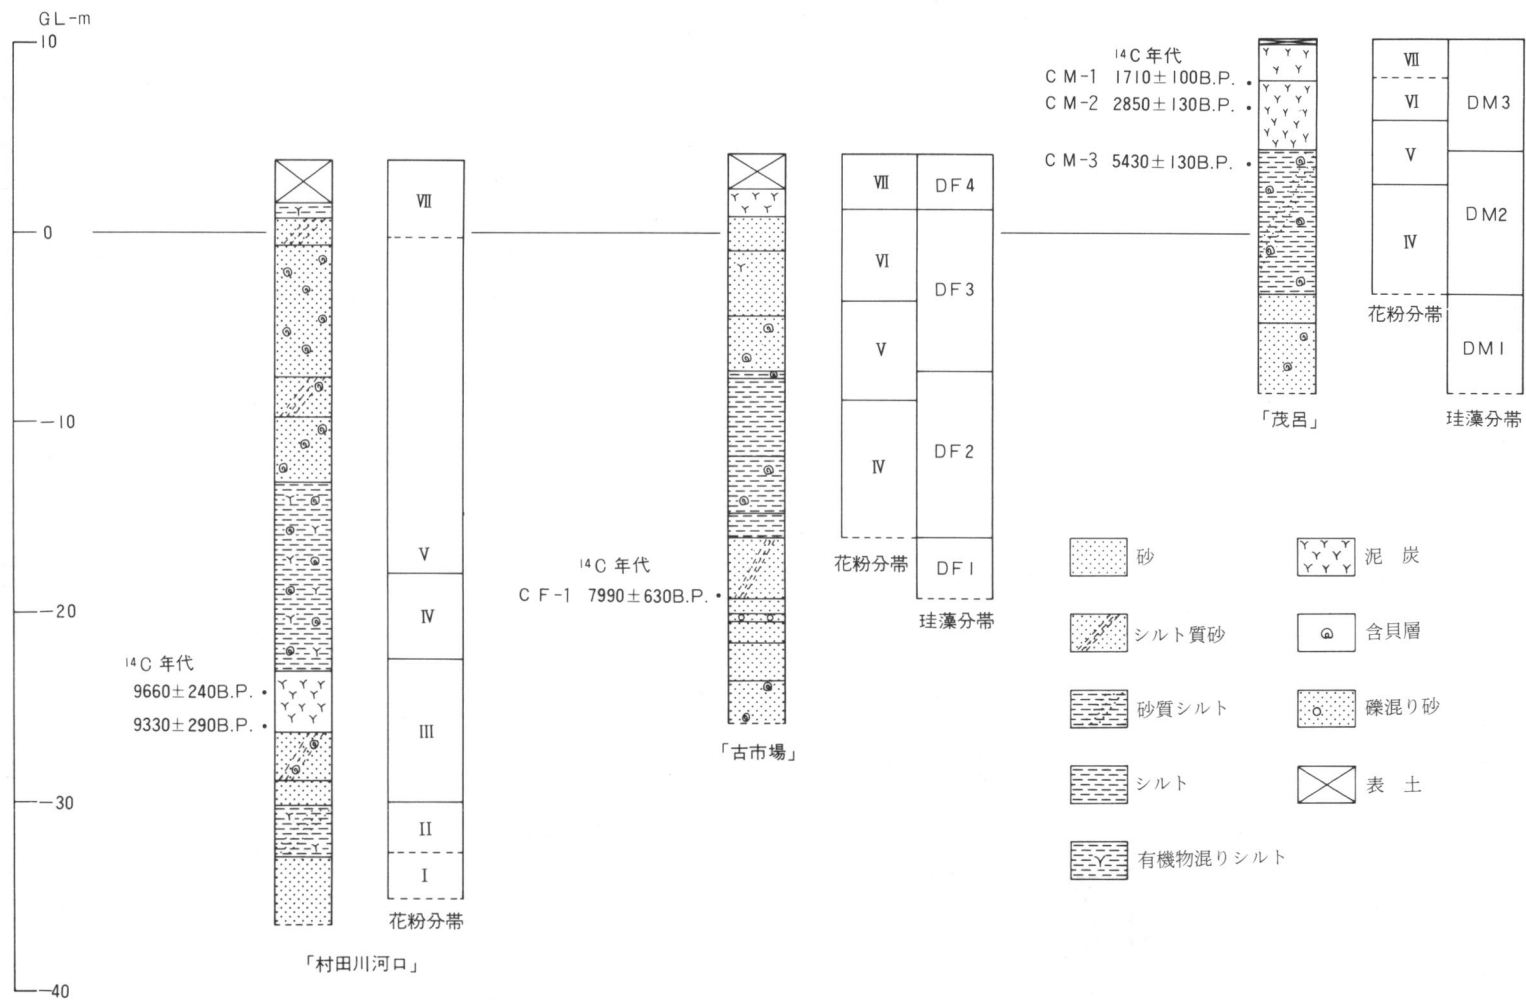 GL-m
10
0
-10
-20
-30
-40
¹⁴C 年代
9660±240B.P.
9330±290B.P.
VII
V
IV
III
II
I
花粉分帯
「村田川河口」
¹⁴C 年代
CF-1 7990±630B.P.
「古市場」
VII
VI
V
IV
花粉分帯
DF4
DF3
DF2
DF1
珪藻分帯
¹⁴C 年代
CM-1 1710±100B.P.
CM-2 2850±130B.P.
CM-3 5430±130B.P.
「茂呂」
VII
VI
V
IV
花粉分帯
DM3
DM2
DM1
珪藻分帯
砂
シルト質砂
砂質シルト
シルト
有機物混りシルト
泥炭
含貝層
礫混り砂
表土